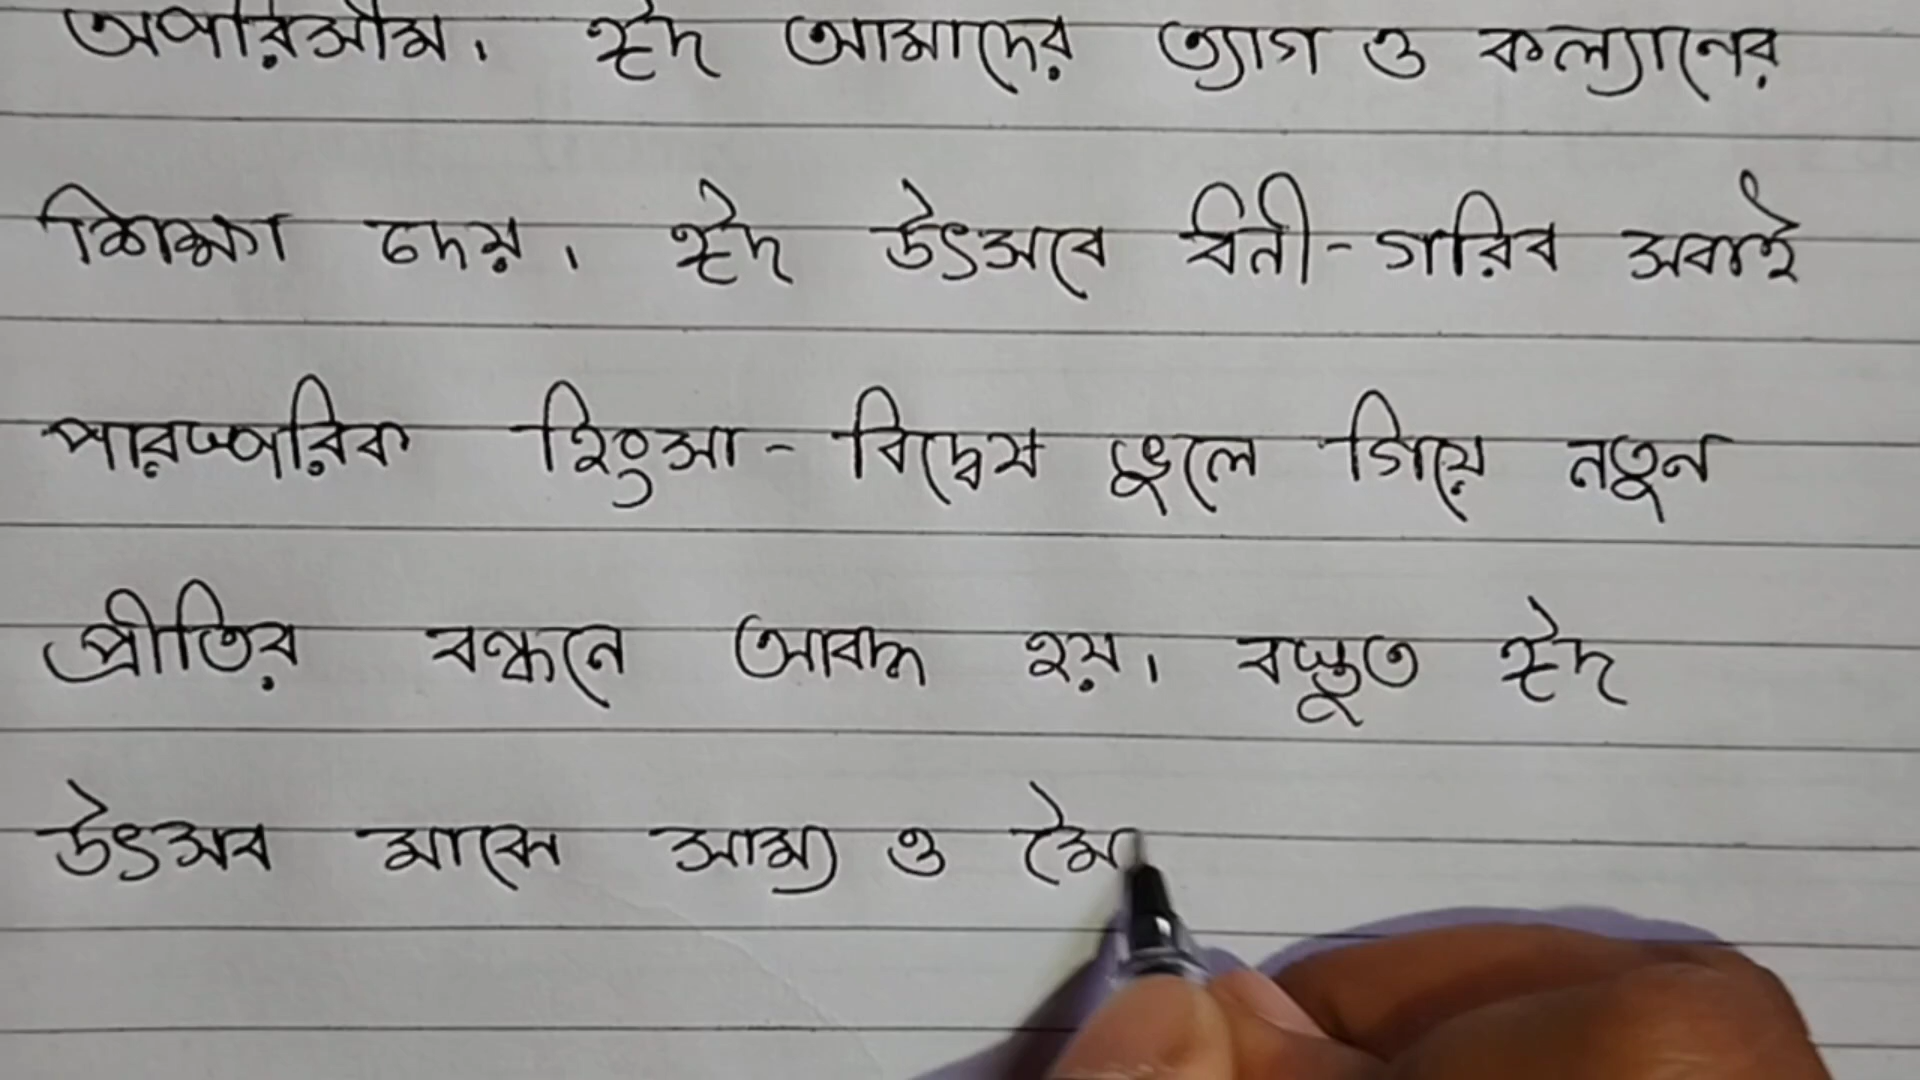 অপরিসীম। ঈদ আমাদের ত্যাগ ও কল্যানের
শিক্ষা দেয়। ঈদ উৎসবে ধনী-গরিব সবাই
পারস্পরিক হিংসা-বিদ্বেষ ভুলে গিয়ে নতুন
প্রীতির বন্ধনে আবদ্ধ হয়। বস্তুত ঈদ
উৎসব মানে সাম্য ও মৈ